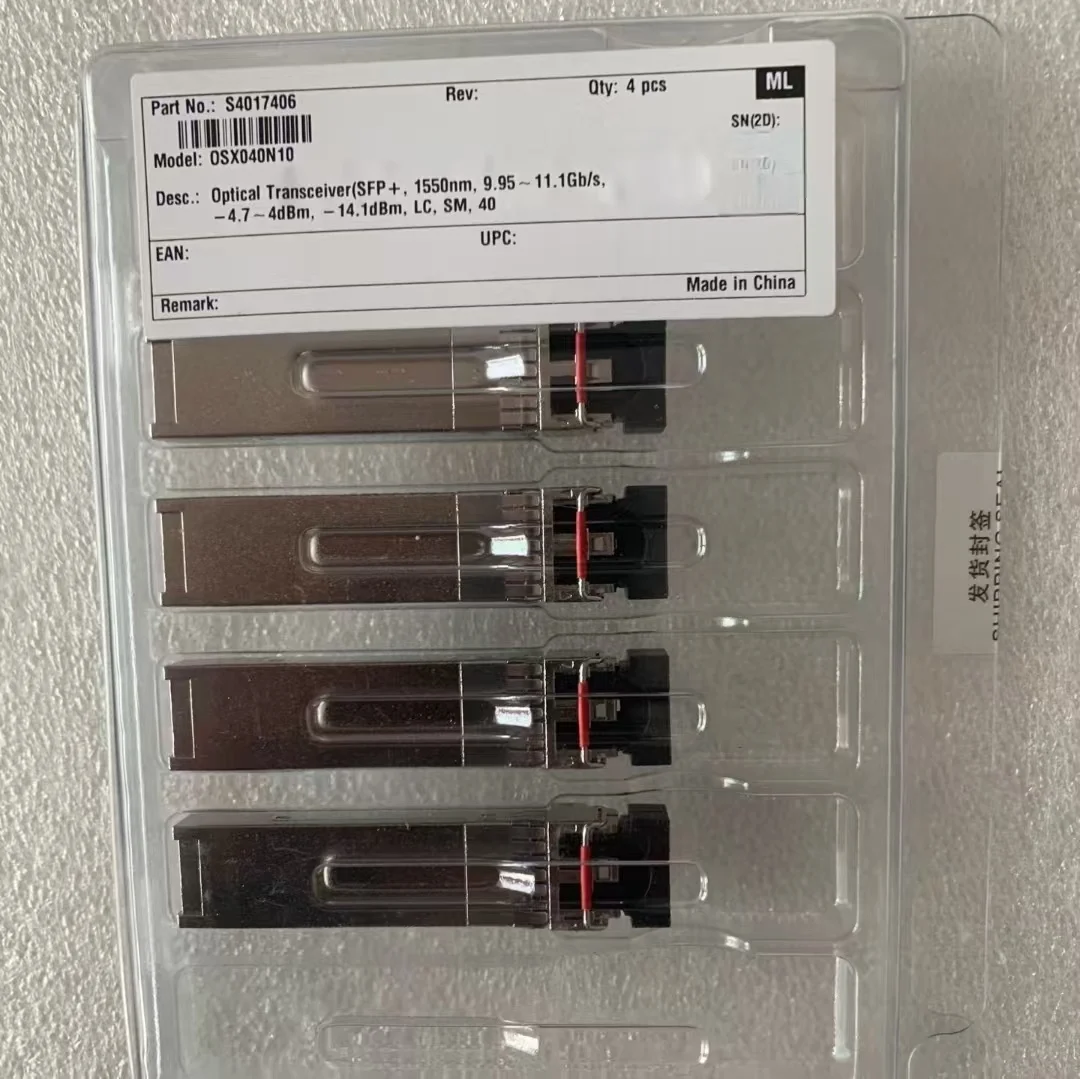 Part No.: S4017406
Rev:
Qty: 4 pcs
ML
SN(2D):
Model: OSX040N10
Desc.: Optical Transceiver(SFP+, 1550nm, 9.95~11.1Gb/s,
-4.7~4dBm, -14.1dBm, LC, SM, 40
EAN:
UPC:
Made in China
Remark:
发货封签
SHIPPING SEAL